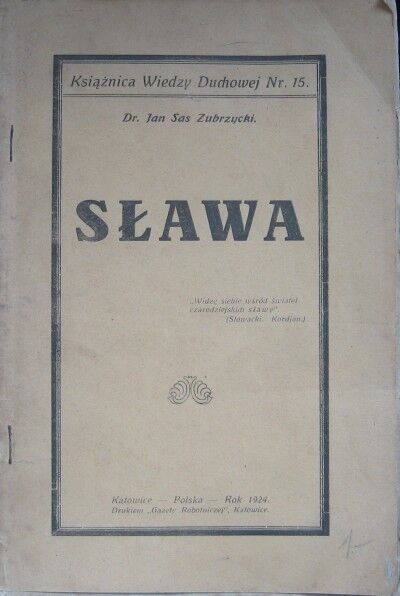 Książnica Wiedzy Duchowej Nr. 15.
Dr. Jan Sas Zubrzycki.
SŁAWA
„Widzę siebie wśród świateł
czarodziejskim sławy".
(Słowacki. Kordjan.)
Katowice — Polska — Rok 1924.
Drukiem „Gazety Robotniczej", Katowice.